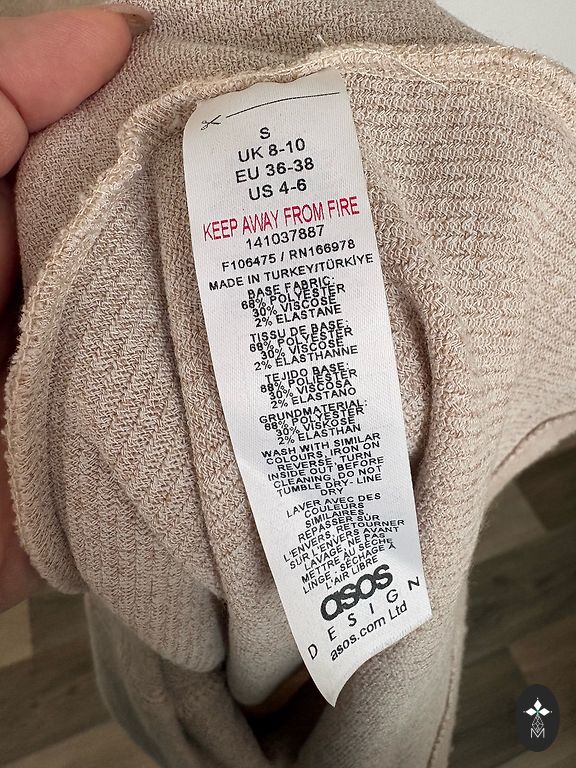 S
UK 8-10
EU 36-38
US 4-6
KEEP AWAY FROM FIRE
141037887
F106475 / RN166978
MADE IN TURKEY/TÜRKİYE
BASE FABRIC:
68% POLYESTER
30% VISCOSE
2% ELASTANE
TISSU DE BASE:
68% POLYESTER
30% VISCOSE
2% ELASTHANNE
TEJIDO BASE:
68% POLIESTER
30% VISCOSA
2% ELASTANO
GRUNDMATERIAL:
68% POLYESTER
30% VISKOSE
2% ELASTHAN
WASH WITH SIMILAR
COLOURS, IRON ON
REVERSE, TURN
INSIDE OUT BEFORE
CLEANING, DO NOT
TUMBLE DRY- LINE
DRY
LAVER AVEC DES
COULEURS
SIMILAIRES,
REPASSER SUR
L'ENVERS, RETOURNER
SUR L'ENVERS AVANT
LAVAGE, NE PAS
METTRE AU SÈCHE
LINGE, SÉCHAGE À
L'AIR LIBRE
asos
DESIGN
asos.com Ltd
M